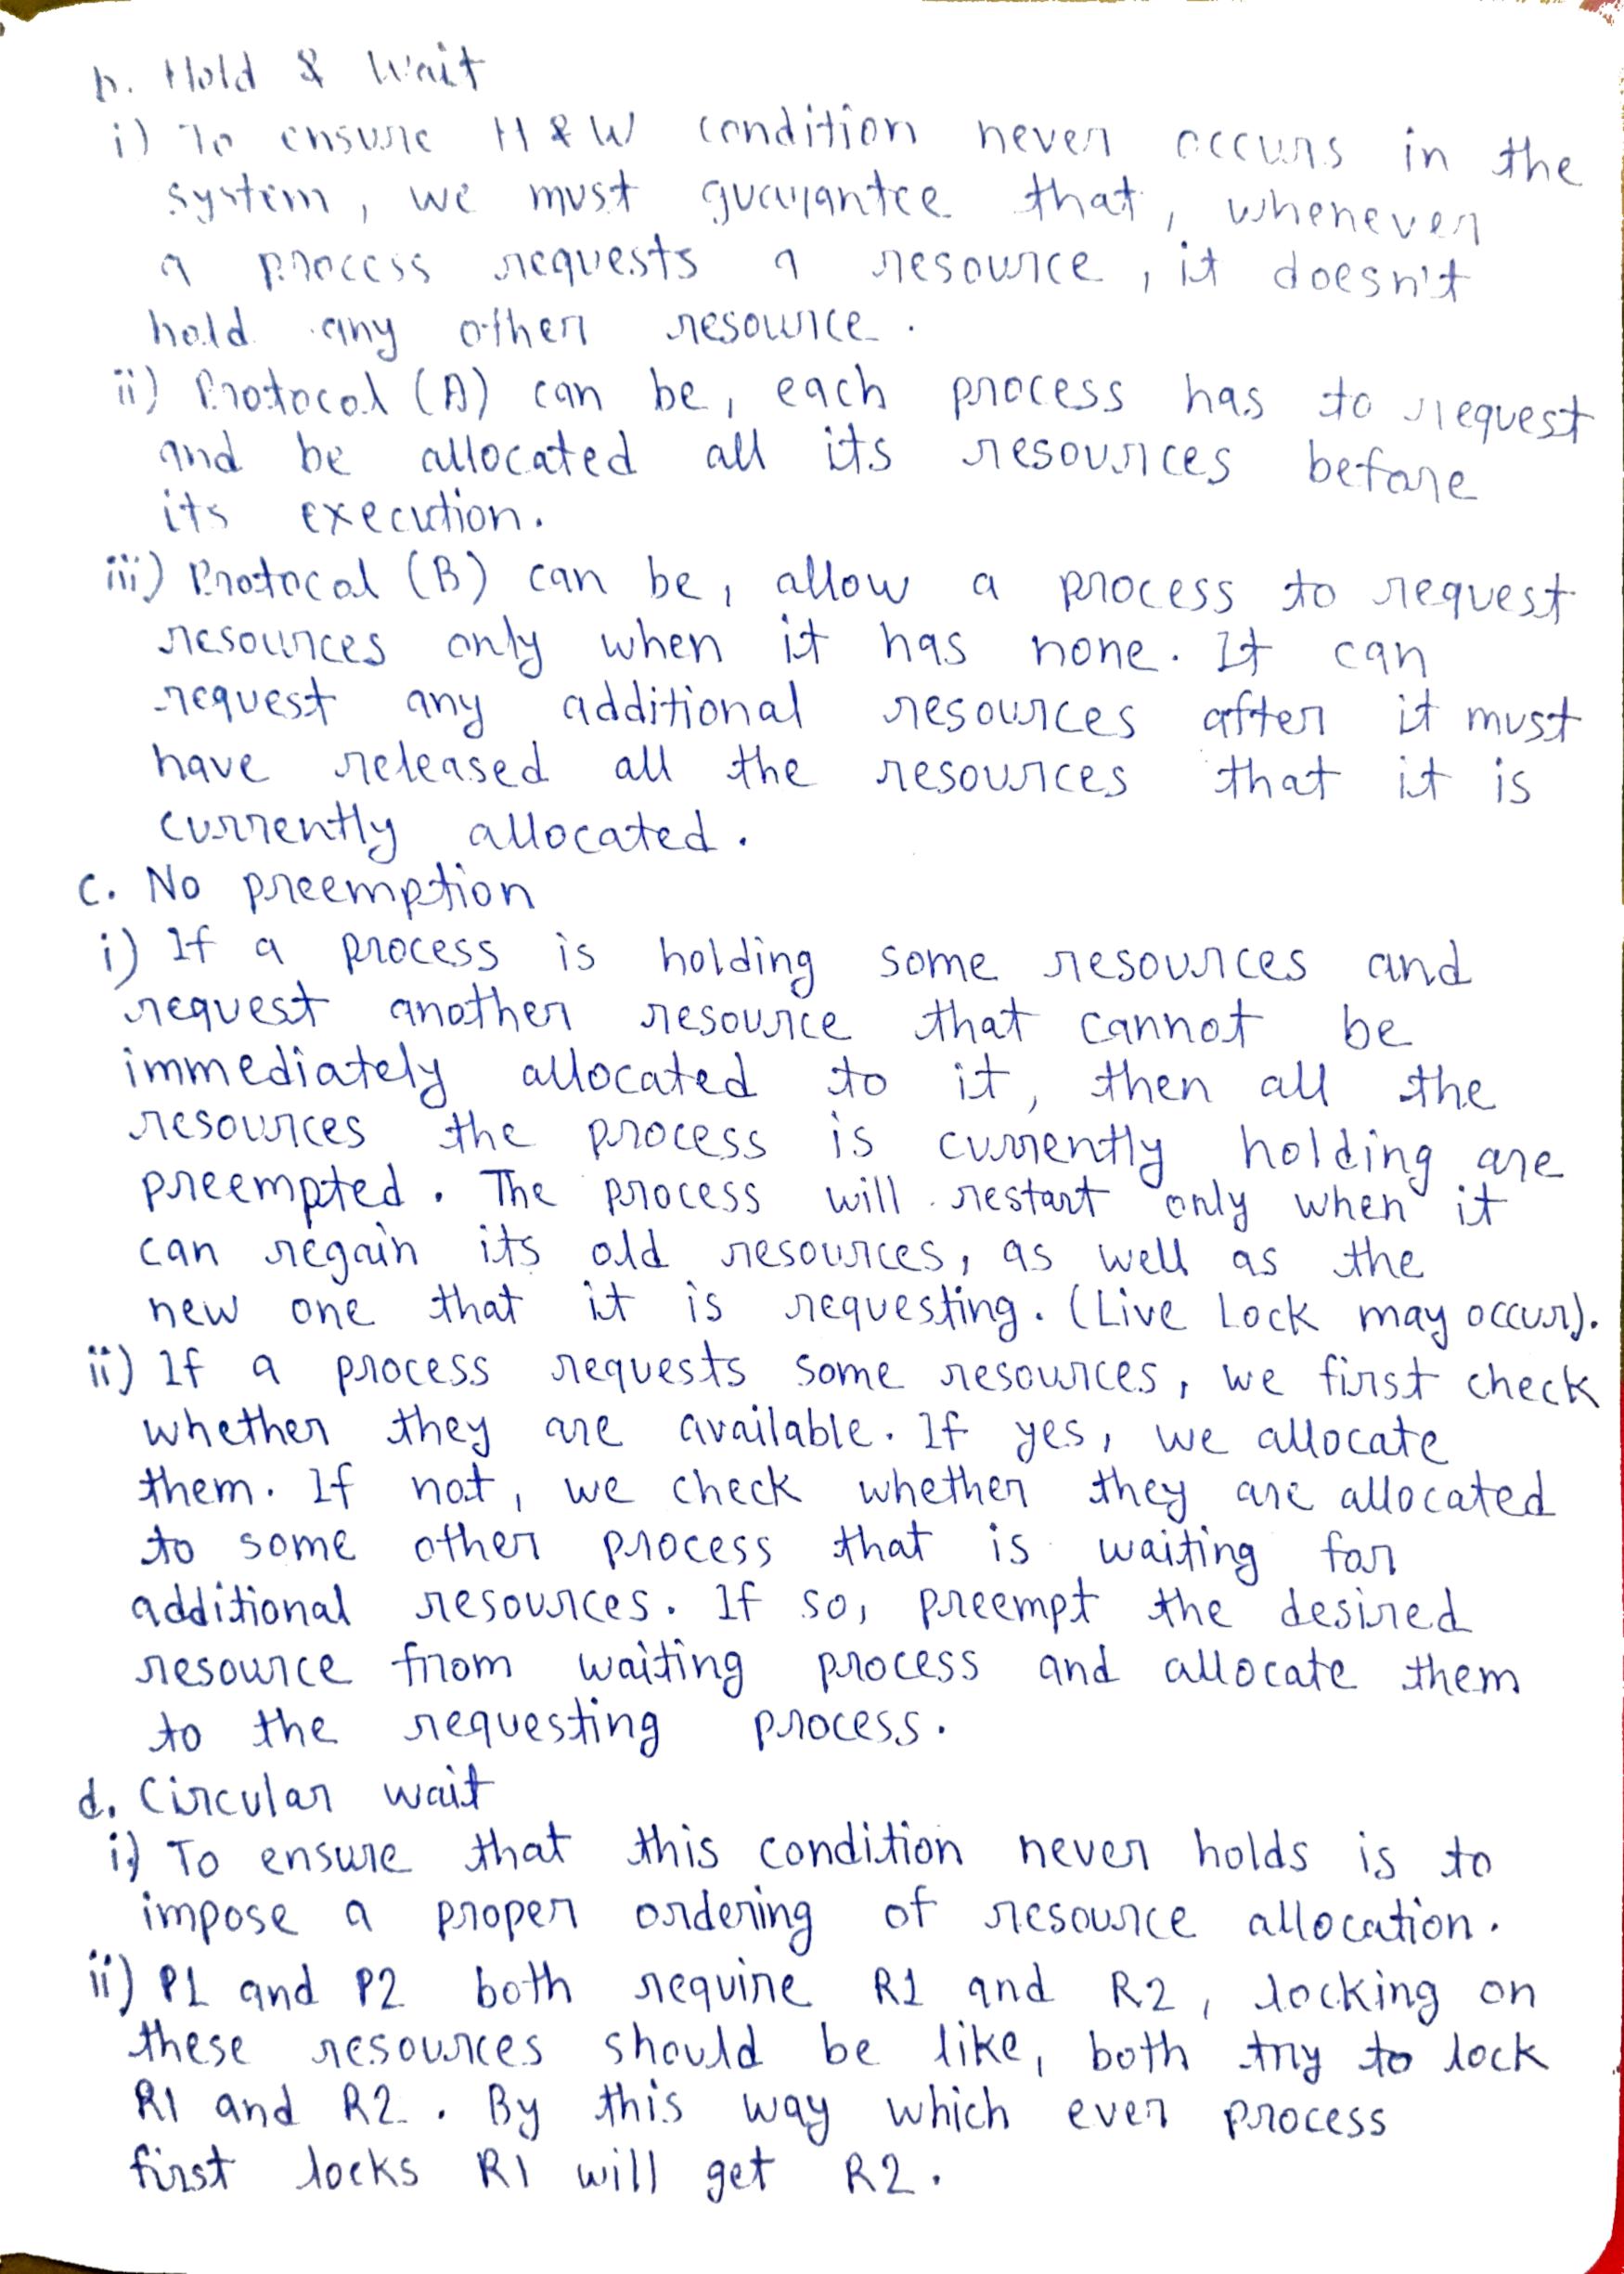 b. Hold & Wait
i) To ensure H & W condition never occurs in the
system, we must guarantee that, whenever
a process requests a resource, it doesn't
hold any other resource.
ii) Protocol (A) can be, each process has to request
and be allocated all its resources before
its execution.
iii) Protocol (B) can be, allow a process to request
resources only when it has none. It can
request any additional resources after it must
have released all the resources that it is
currently allocated.
c. No preemption
i) If a process is holding some resources and
request another resource that cannot be
immediately allocated to it, then all the
resources the process is currently holding are
preempted. The process will restart only when it
can regain its old resources, as well as the
new one that it is requesting. (Live Lock may occur).
ii) If a process requests some resources, we first check
whether they are available. If yes, we allocate
them. If not, we check whether they are allocated
to some other process that is waiting for
additional resources. If so, preempt the desired
resource from waiting process and allocate them
to the requesting process.
d. Circular wait
i) To ensure that this condition never holds is to
impose a proper ordering of resource allocation.
ii) P1 and P2 both require R1 and R2, locking on
these resources should be like, both try to lock
R1 and R2. By this way which ever process
first locks R1 will get R2.